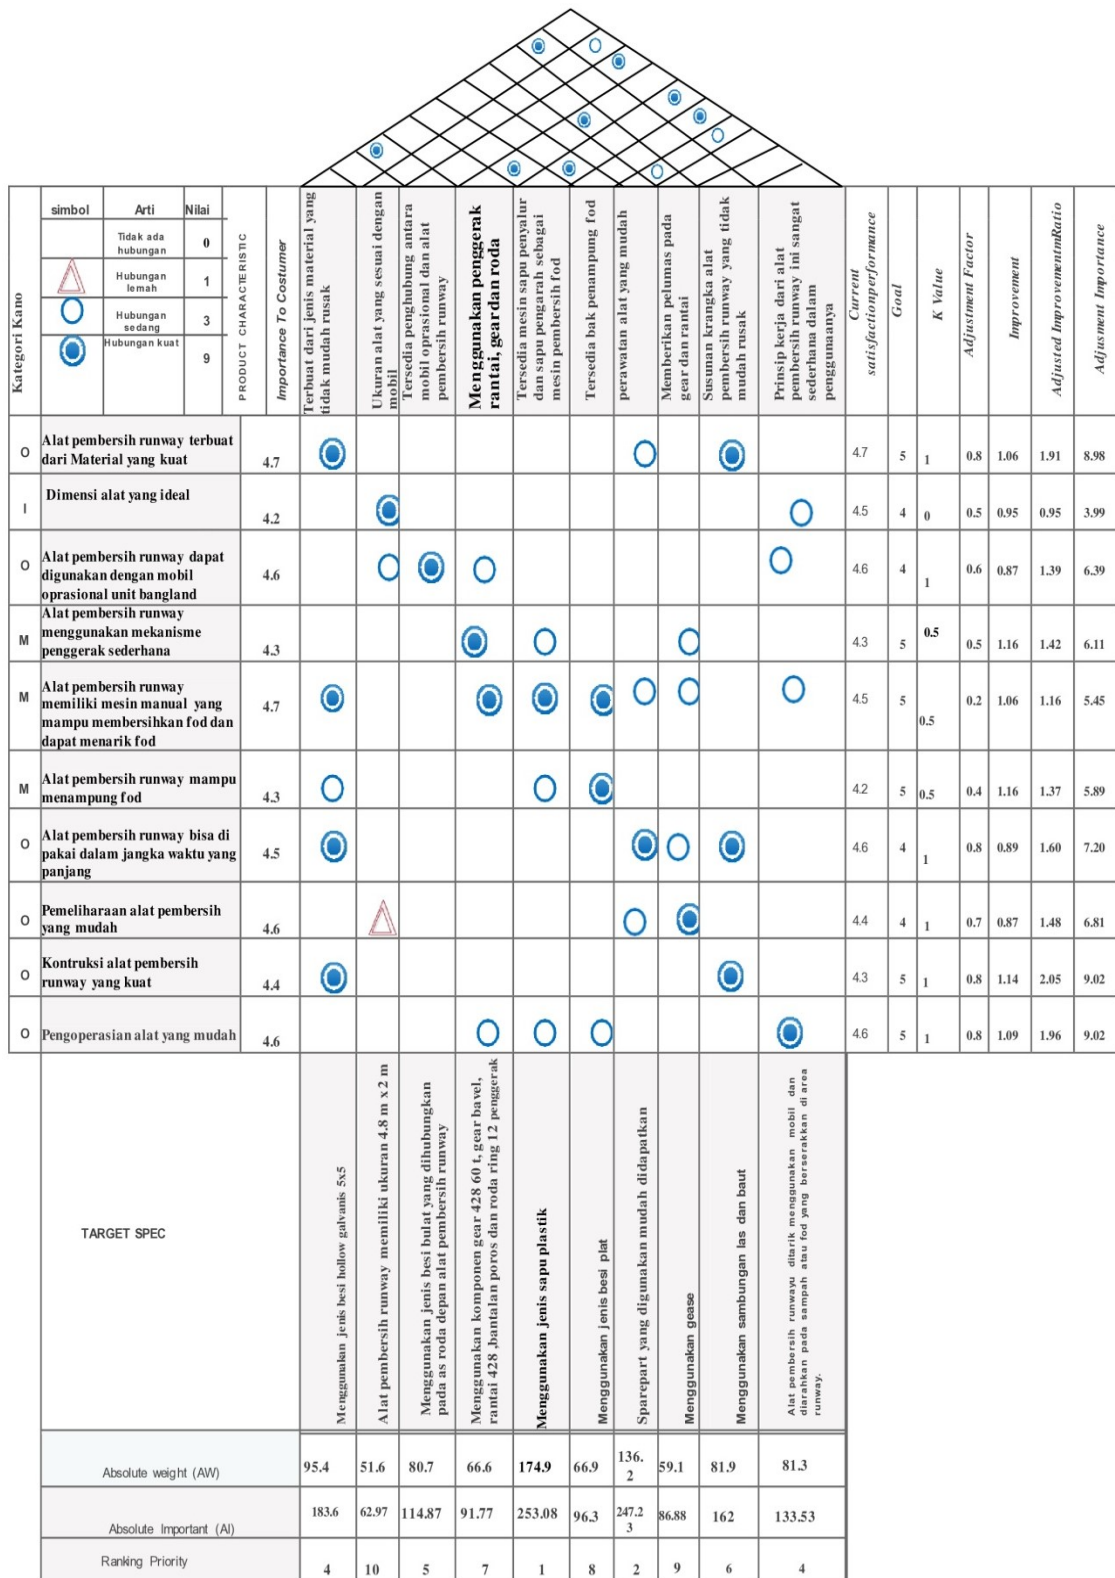 Kategori Kano
simbol Arti Nilai
Tidak ada
hubungan 0
Hubungan
lemah 1
Hubungan
sedang 3
Hubungan kuat
9
PRODUCT CHARACTERISTIC
Importance To Costumer
Terbuat dari jenis material yang
tidak mudah rusak
Ukuran alat yang sesuai dengan
mobil
Tersedia penghubung antara
mobil oprasional dan alat
pembersih runway
Menggunakan penggerak
rantai, gear dan roda
Tersedia mesin sapu penyalur
dan sapu pengarah sebagai
mesin pembersih fod
Tersedia bak penampung fod
perawatan alat yang mudah
Memberikan pelumas pada
gear dan rantai
Susunan krangka alat
pembersih runway yang tidak
mudah rusak
Prinsip kerja dari alat
pembersih runway ini sangat
sederhana dalam
penggunanya
Current
satisfactionperformance
Goal
K Value
Adjustment Factor
Improvement
Adjusted ImprovementmRatio
Adjustment Importance
O Alat pembersih runway terbuat
dari Material yang kuat 4.7 4.7 5 1 0.8 1.06 1.91 8.98
I Dimensi alat yang ideal 4.2 4.5 4 0 0.5 0.95 0.95 3.99
O Alat pembersih runway dapat
digunakan dengan mobil
oprasional unit bangland 4.6 4.6 4 1 0.6 0.87 1.39 6.39
M Alat pembersih runway
menggunakan mekanisme
penggerak sederhana 4.3 4.3 5 0.5 0.5 1.16 1.42 6.11
M Alat pembersih runway
memiliki mesin manual yang
mampu membersihkan fod dan
dapat menarik fod 4.7 4.5 5 0.5 0.2 1.06 1.16 5.45
M Alat pembersih runway mampu
menampung fod 4.3 4.2 5 0.5 0.4 1.16 1.37 5.89
O Alat pembersih runway bisa di
pakai dalam jangka waktu yang
panjang 4.5 4.6 4 1 0.8 0.89 1.60 7.20
O Pemeliharaan alat pembersih
yang mudah 4.6 4.4 4 1 0.7 0.87 1.48 6.81
O Kontruksi alat pembersih
runway yang kuat 4.4 4.3 5 1 0.8 1.14 2.05 9.02
O Pengoperasian alat yang mudah 4.6 4.6 5 1 0.8 1.09 1.96 9.02
TARGET SPEC
Menggunakan jenis besi hollow galvanis 5x5
Alat pembersih runway memiliki ukuran 4.8 m x 2 m
Menggunakan jenis besi bulat yang dihubungkan
pada as roda depan alat pembersih runway
Menggunakan komponen gear 428 60 t, gear bavel,
rantai 428 ,bantalan poros dan roda ring 12 penggerak
Menggunakan jenis sapu plastik
Menggunakan jenis besi plat
Sparepart yang digunakan mudah didapatkan
Menggunakan gease
Menggunakan sambungan las dan baut
Alat pembersih runwayu ditarik menggunakan mobil dan
diarahkan pada sampah atau fod yang berserakkan di area
runway.
Absolute weight (AW) 95.4 51.6 80.7 66.6 174.9 66.9 136.
2 59.1 81.9 81.3
Absolute Important (AI) 183.6 62.97 114.87 91.77 253.08 96.3 247.2
3 86.88 162 133.53
Ranking Priority 4 10 5 7 1 8 2 9 6 4